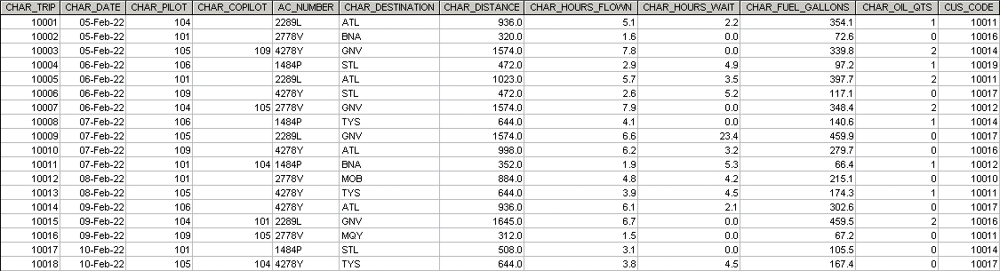 CHAR_TRIP CHAR_DATE CHAR_PILOT CHAR_COPILOT AC_NUMBER CHAR_DESTINATION CHAR_DISTANCE CHAR_HOURS_FLOWN CHAR_HOURS_WAIT CHAR_FUEL_GALLONS CHAR_OIL_QTS CUS_CODE
10001 05-Feb-22 104 2289L ATL 936.0 5.1 2.2 354.1 1 10011
10002 05-Feb-22 101 2778V BNA 320.0 1.6 0.0 72.6 0 10016
10003 05-Feb-22 105 109 4278Y GNV 1574.0 7.8 0.0 339.8 2 10014
10004 06-Feb-22 106 1484P STL 472.0 2.9 4.9 97.2 1 10019
10005 06-Feb-22 101 2289L ATL 1023.0 5.7 3.5 397.7 2 10011
10006 06-Feb-22 109 4278Y STL 472.0 2.6 5.2 117.1 0 10017
10007 06-Feb-22 104 105 2778V GNV 1574.0 7.9 0.0 348.4 2 10012
10008 07-Feb-22 106 1484P TYS 644.0 4.1 0.0 140.6 1 10014
10009 07-Feb-22 105 2289L GNV 1574.0 6.6 23.4 459.9 0 10017
10010 07-Feb-22 109 4278Y ATL 998.0 6.2 3.2 279.7 0 10016
10011 07-Feb-22 101 104 1484P BNA 352.0 1.9 5.3 66.4 1 10012
10012 08-Feb-22 101 2778V MOB 884.0 4.8 4.2 215.1 0 10010
10013 08-Feb-22 105 4278Y TYS 644.0 3.9 4.5 174.3 1 10011
10014 09-Feb-22 106 4278Y ATL 936.0 6.1 2.1 302.6 0 10017
10015 09-Feb-22 104 101 2289L GNV 1645.0 6.7 0.0 459.5 2 10016
10016 09-Feb-22 109 105 2778V MQY 312.0 1.5 0.0 67.2 0 10011
10017 10-Feb-22 101 1484P STL 508.0 3.1 0.0 105.5 0 10014
10018 10-Feb-22 105 104 4278Y TYS 644.0 3.8 4.5 167.4 0 10017